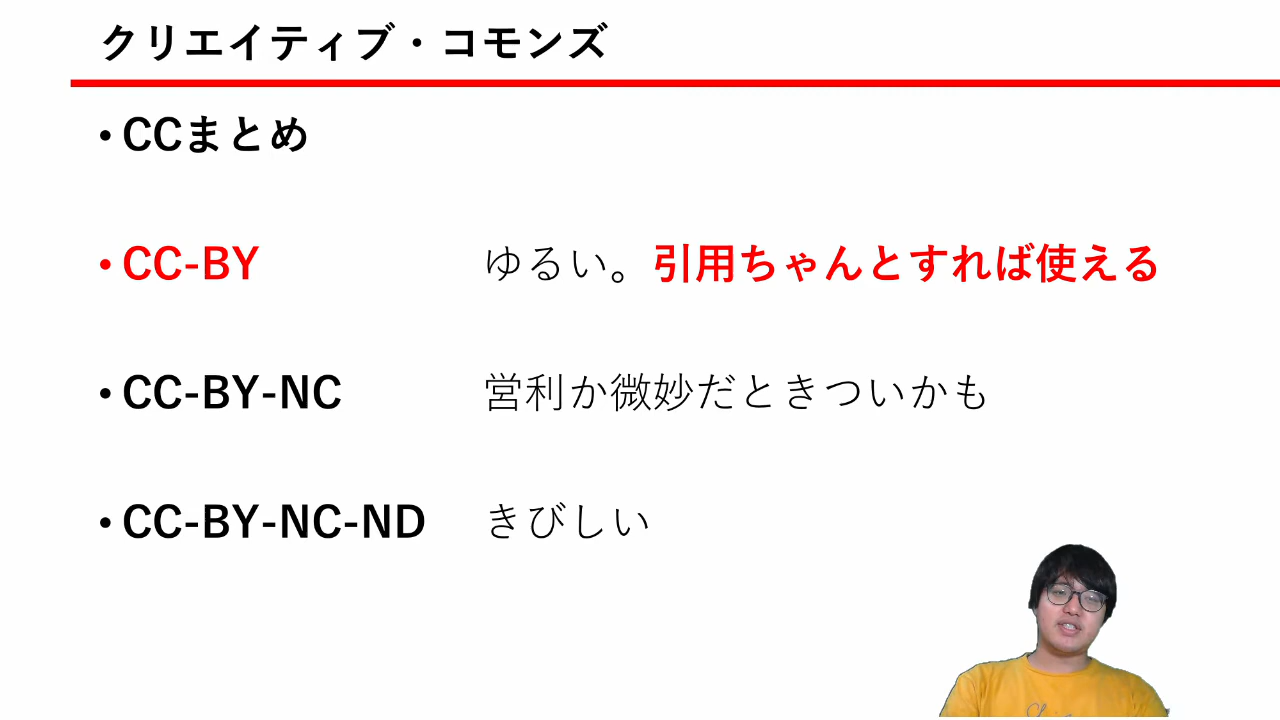 クリエイティブ・コモンズ
•CCまとめ
•CC-BY ゆるい。引用ちゃんとすれば使える
•CC-BY-NC 営利か微妙だときついかも
•CC-BY-NC-ND きびしい